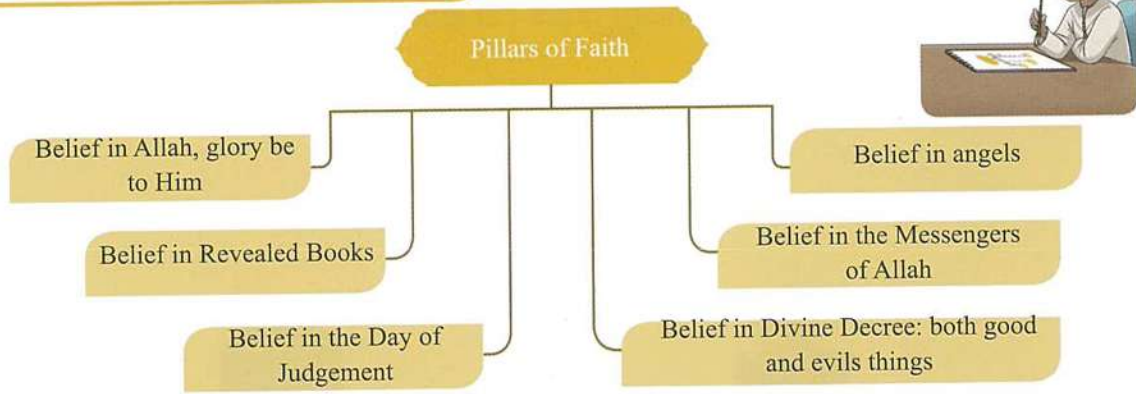 Pillars of Faith
Belief in Allah, glory be
to Him
Belief in angels
Belief in Revealed Books
Belief in the Messengers
of Allah
Belief in the Day of
Judgement
Belief in Divine Decree: both good
and evils things